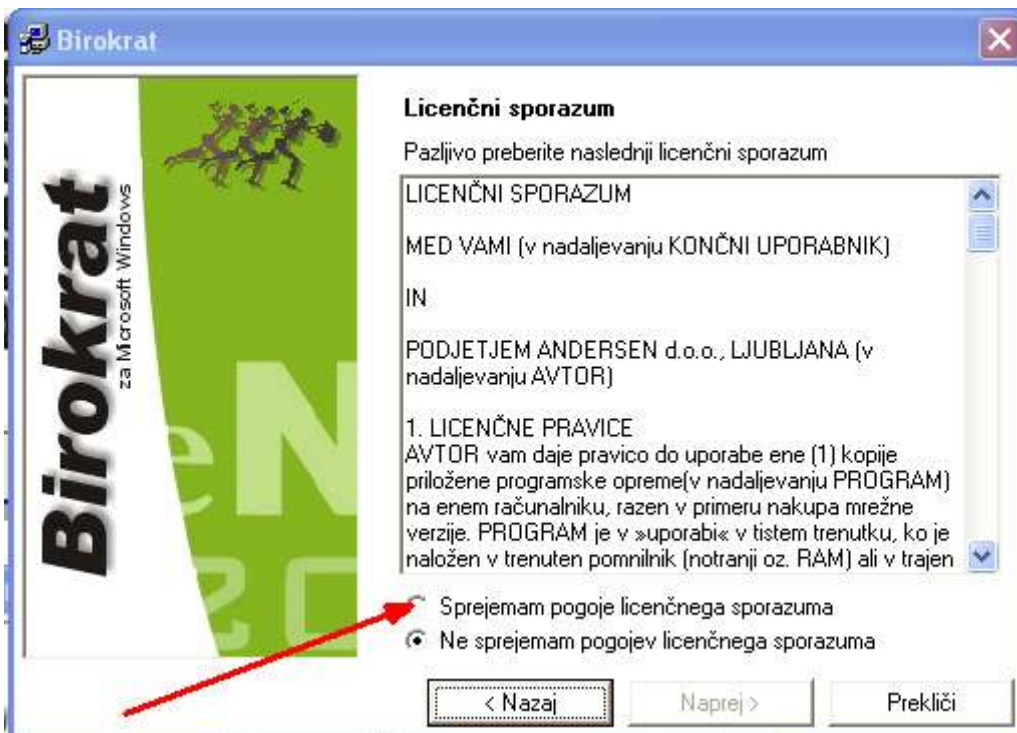 Birokrat
Birokrat
za Microsoft Windows
eN
Licenčni sporazum
Pazljivo preberite naslednji licenčni sporazum
LICENČNI SPORAZUM
MED VAMI (v nadaljevanju KONČNI UPORABNIK)
IN
PODJETJEM ANDERSEN d.o.o., LJUBLJANA (v
nadaljevanju AVTOR)
1. LICENČNE PRAVICE
AVTOR vam daje pravico do uporabe ene (1) kopije
priložene programske opreme(v nadaljevanju PROGRAM)
na enem računalniku, razen v primeru nakupa mrežne
verzije. PROGRAM je v »uporabi« v tistem trenutku, ko je
naložen v trenuten pomnilnik (notranji oz. RAM) ali v trajen
Sprejemam pogoje licenčnega sporazuma
Ne sprejemam pogojev licenčnega sporazuma
< Nazaj
Naprej >
Prekliči